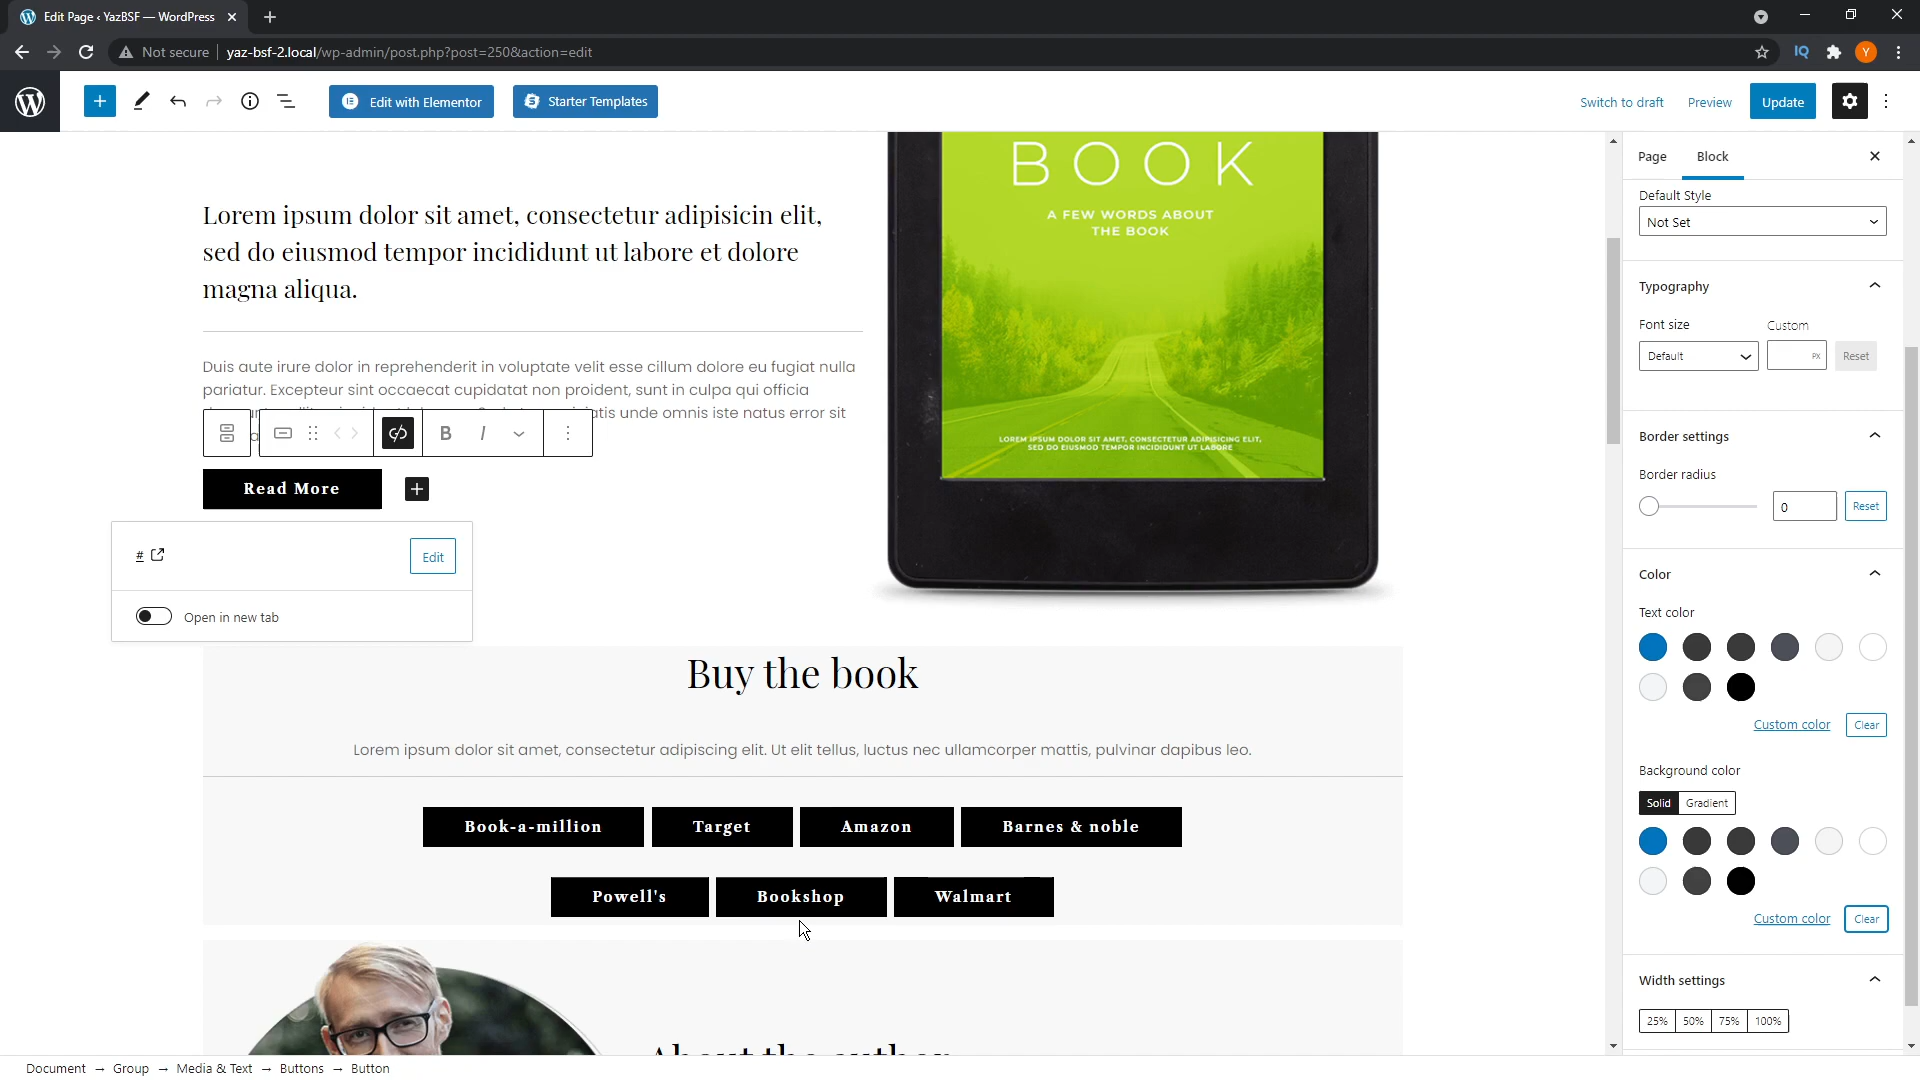 Edit Page ‹ YazBSF — WordPress
Not secure
yaz-bsf-2.local/wp-admin/post.php?post=250&action=edit
Y
Edit with Elementor
Starter Templates
Switch to draft
Preview
Update
Lorem ipsum dolor sit amet, consectetur adipisicin elit,
sed do eiusmod tempor incididunt ut labore et dolore
magna aliqua.
Duis aute irure dolor in reprehenderit in voluptate velit esse cillum dolore eu fugiat nulla
pariatur. Excepteur sint occaecat cupidatat non proident, sunt in culpa qui officia
unde omnis iste natus error sit
B I
Read More
#
Edit
Open in new tab
BOOK
A FEW WORDS ABOUT
THE BOOK
LOREM IPSUM DOLOR SIT AMET, CONSECTETUR ADIPISICING ELIT,
SED DO EIUSMOD TEMPOR INCIDIDUNT UT LABORE
Buy the book
Lorem ipsum dolor sit amet, consectetur adipiscing elit. Ut elit tellus, luctus nec ullamcorper mattis, pulvinar dapibus leo.
Book-a-million
Target
Amazon
Barnes & noble
Powell's
Bookshop
Walmart
About the author
Page
Block
Default Style
Not Set
Typography
Font size
Custom
Default
PX
Reset
Border settings
Border radius
0
Reset
Color
Text color
Custom color
Clear
Background color
Solid
Gradient
Custom color
Clear
Width settings
25%
50%
75%
100%
Document → Group → Media & Text → Buttons → Button